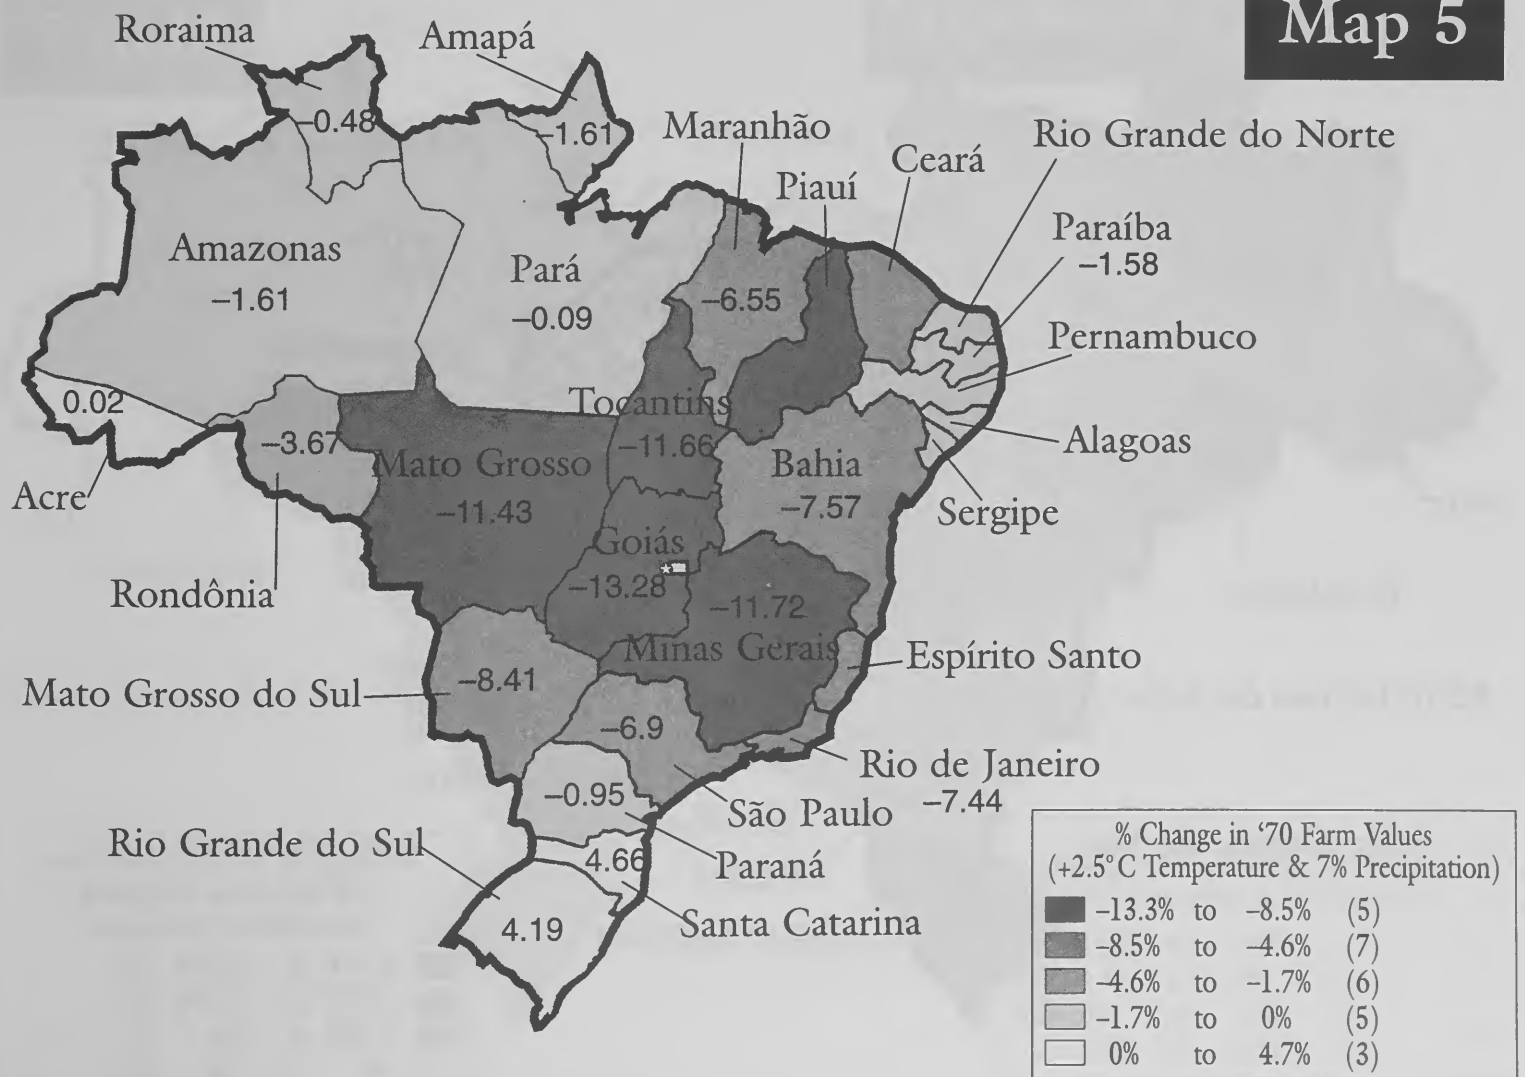 Map 5
Roraima
Amapá
–0.48
–1.61
Maranhão
Rio Grande do Norte
Ceará
Piauí
Paraíba
–1.58
Amazonas
–1.61
Pará
–0.09
–6.55
Pernambuco
0.02
Tocantins
–11.66
–3.67
Mato Grosso
–11.43
Bahia
–7.57
Alagoas
Acre
Sergipe
Goiás
–13.28
Rondônia
–11.72
Minas Gerais
Espírito Santo
Mato Grosso do Sul
–8.41
–6.9
Rio de Janeiro
–7.44
–0.95
São Paulo
Rio Grande do Sul
4.66
Paraná
Santa Catarina
4.19
% Change in ‘70 Farm Values
(+2.5°C Temperature & 7% Precipitation)
–13.3% to –8.5% (5)
–8.5% to –4.6% (7)
–4.6% to –1.7% (6)
–1.7% to 0% (5)
0% to 4.7% (3)